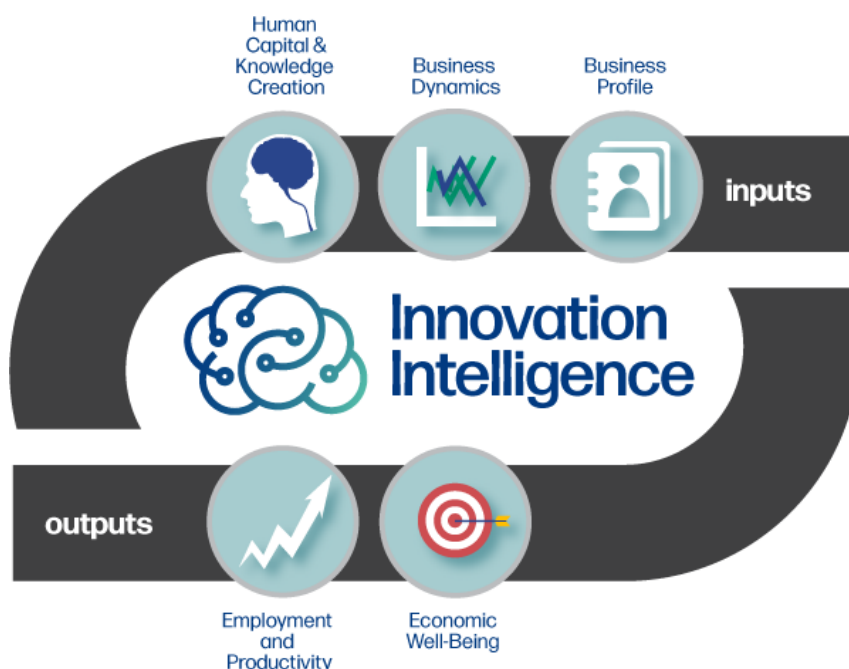 Human
Capital &
Knowledge
Creation
Business
Dynamics
Business
Profile
inputs
Innovation
Intelligence
outputs
Employment
and
Productivity
Economic
Well-Being